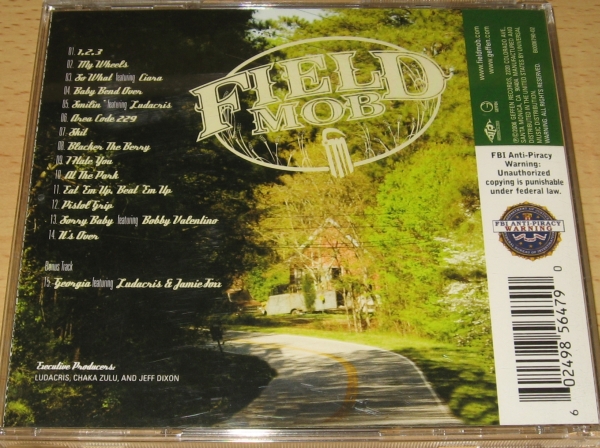 01. 1,2,3
02. My Wheels
03. So What featuring Ciara
04. Baby Bend Over
05. Smilin' featuring Ludacris
06. Area Code 229
07. Skit
08. Blacker The Berry
09. I Hate You
10. At The Park
11. Eat 'Em Up, Beat 'Em Up
12. Pistol Grip
13. Sorry Baby featuring Bobby Valentino
14. It's Over
Bonus Track
15. Georgia featuring Ludacris & Jamie Foxx
Executive Producers:
LUDACRIS, CHAKA ZULU, AND JEFF DIXON
FIELD
MOB
www.fieldmob.com
www.geffen.com
FBI Anti-Piracy
Warning:
Unauthorized
copying is punishable
under federal law.
FBI ANTI-PIRACY
WARNING
6 02498 56479 0